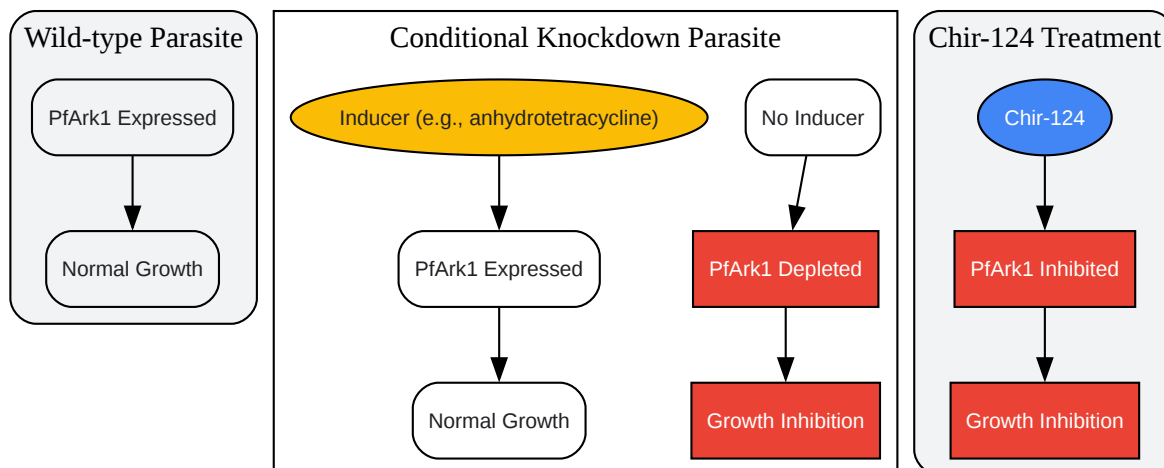 Wild-type Parasite
PfArk1 Expressed
Normal Growth
Conditional Knockdown Parasite
Inducer (e.g., anhydrotetracycline)
No Inducer
PfArk1 Expressed
PfArk1 Depleted
Normal Growth
Growth Inhibition
Chir-124 Treatment
Chir-124
PfArk1 Inhibited
Growth Inhibition